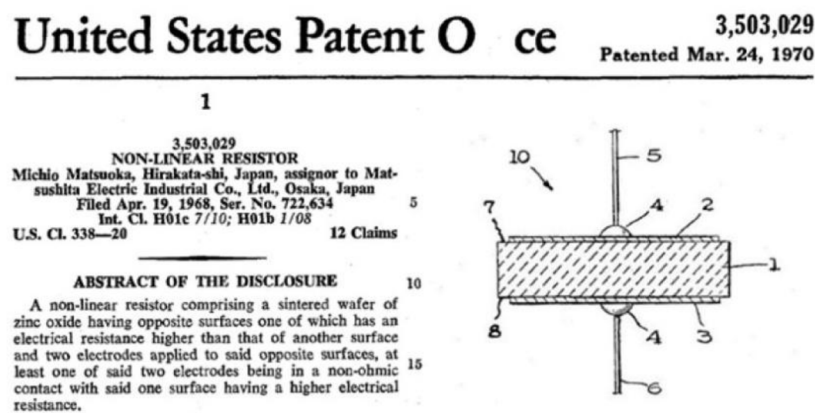 United States Patent O ce
3,503,029
Patented Mar. 24, 1970
1
3,503,029
NON-LINEAR RESISTOR
Michio Matsuoka, Hirakata-shi, Japan, assignor to Mat-
sushita Electric Industrial Co., Ltd., Osaka, Japan
Filed Apr. 19, 1968, Ser. No. 722,634
5
Int. Cl. H01c 7/10; H01b 1/08
U.S. Cl. 338—20
12 Claims
ABSTRACT OF THE DISCLOSURE
10
A non-linear resistor comprising a sintered wafer of
zinc oxide having opposite surfaces one of which has an
electrical resistance higher than that of another surface
and two electrodes applied to said opposite surfaces, at
least one of said two electrodes being in a non-ohmic
15
contact with said one surface having a higher electrical
resistance.
10
5
4
2
7
1
8
4
3
6